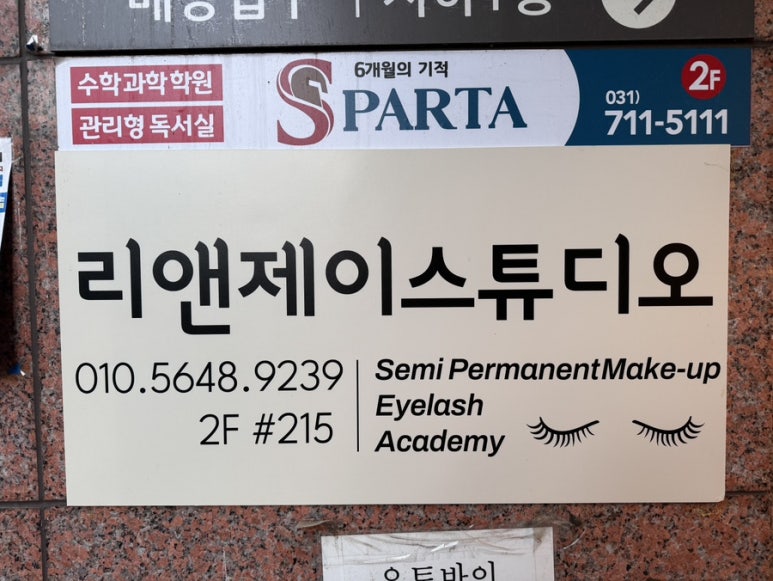 수학과학학원
관리형 독서실
6개월의 기적
SPARTA
031)
711-5111
2F
리앤제이스튜디오
010.5648.9239
2F #215
Semi Permanent Make-up
Eyelash
Academy